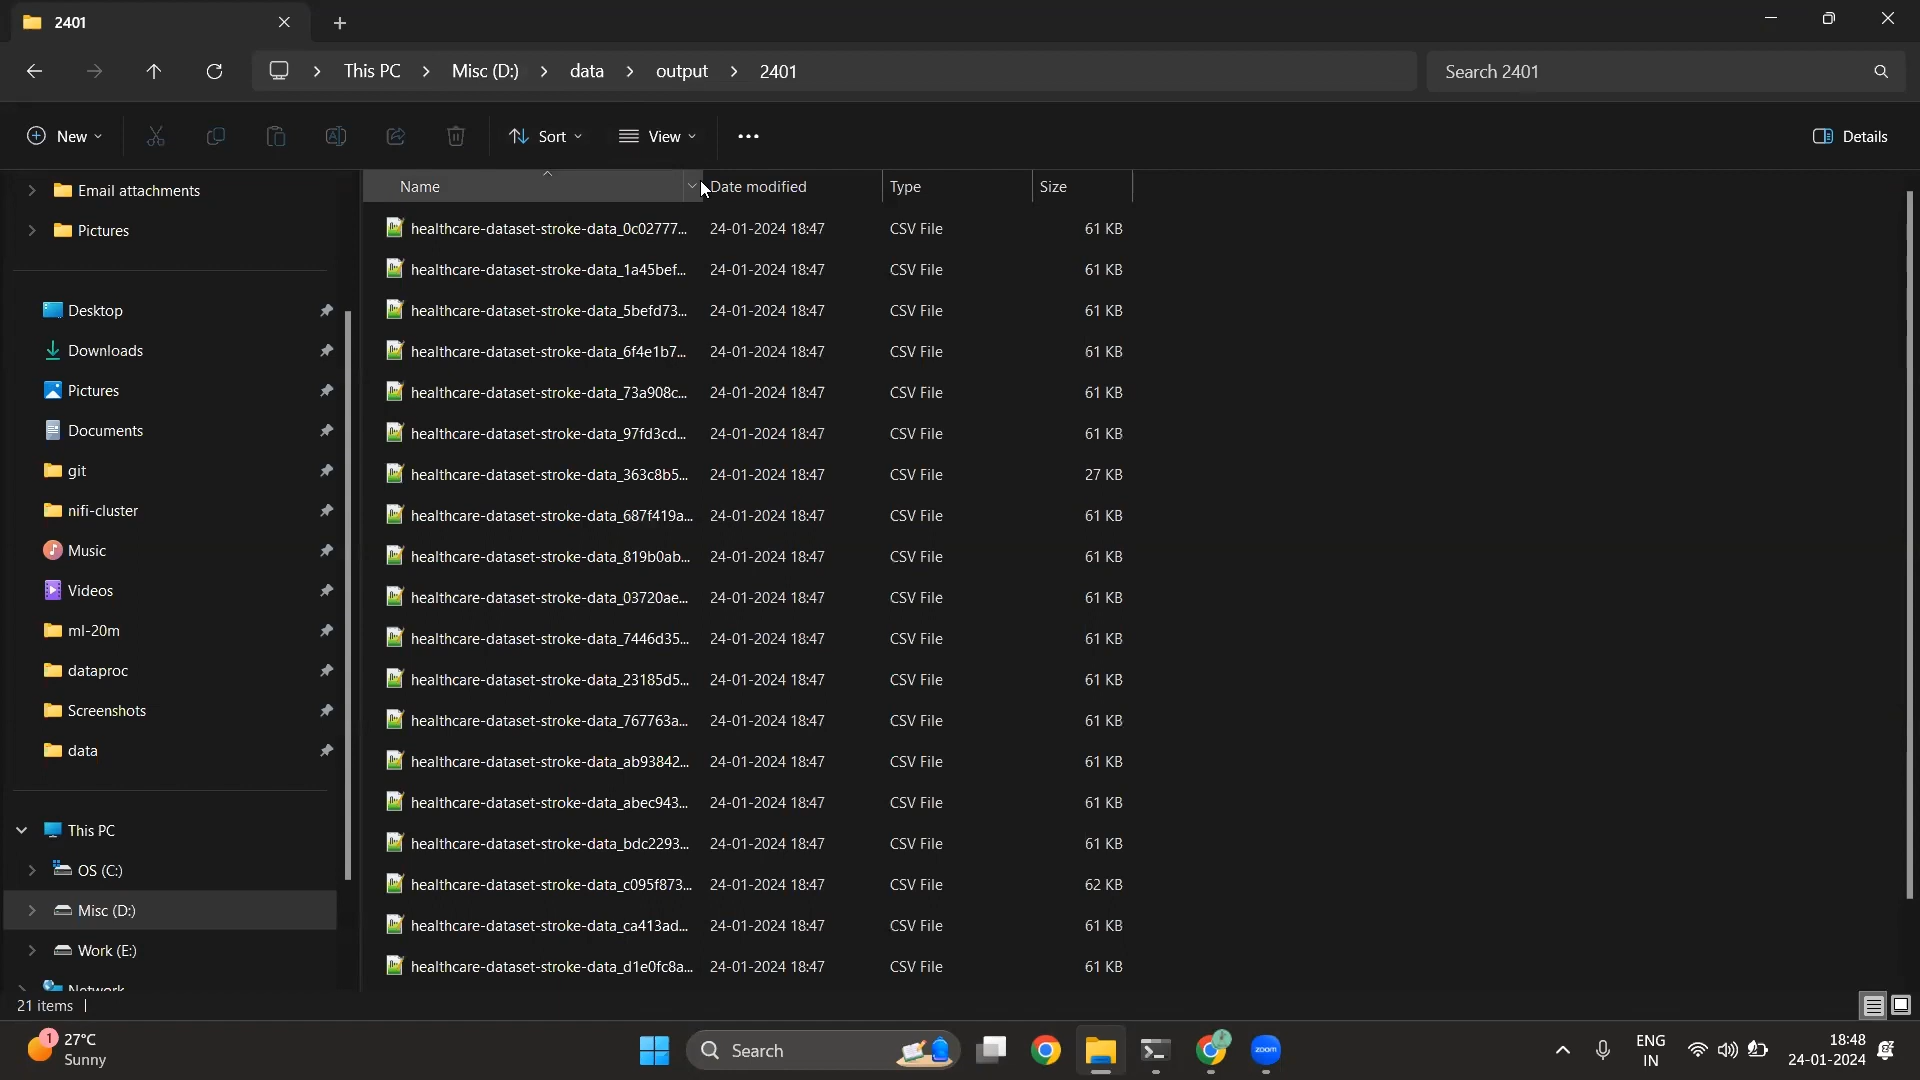 2401
This PC
Misc (D:)
data
output
2401
Search 2401
New
Sort
View
Details
Email attachments
Pictures
Desktop
Downloads
Pictures
Documents
git
nifi-cluster
Music
Videos
ml-20m
dataproc
Screenshots
data
This PC
OS (C:)
Misc (D:)
Work (E:)
Network
Name Date modified Type Size
healthcare-dataset-stroke-data_0c02777... 24-01-2024 18:47 CSV File 61 KB
healthcare-dataset-stroke-data_1a45bef... 24-01-2024 18:47 CSV File 61 KB
healthcare-dataset-stroke-data_5befd73... 24-01-2024 18:47 CSV File 61 KB
healthcare-dataset-stroke-data_6f4e1b7... 24-01-2024 18:47 CSV File 61 KB
healthcare-dataset-stroke-data_73a908c... 24-01-2024 18:47 CSV File 61 KB
healthcare-dataset-stroke-data_97fd3cd... 24-01-2024 18:47 CSV File 61 KB
healthcare-dataset-stroke-data_363c8b5... 24-01-2024 18:47 CSV File 27 KB
healthcare-dataset-stroke-data_687f419a... 24-01-2024 18:47 CSV File 61 KB
healthcare-dataset-stroke-data_819b0ab... 24-01-2024 18:47 CSV File 61 KB
healthcare-dataset-stroke-data_03720ae... 24-01-2024 18:47 CSV File 61 KB
healthcare-dataset-stroke-data_7446d35... 24-01-2024 18:47 CSV File 61 KB
healthcare-dataset-stroke-data_23185d5... 24-01-2024 18:47 CSV File 61 KB
healthcare-dataset-stroke-data_767763a... 24-01-2024 18:47 CSV File 61 KB
healthcare-dataset-stroke-data_ab93842... 24-01-2024 18:47 CSV File 61 KB
healthcare-dataset-stroke-data_abec943... 24-01-2024 18:47 CSV File 61 KB
healthcare-dataset-stroke-data_bdc2293... 24-01-2024 18:47 CSV File 61 KB
healthcare-dataset-stroke-data_c095f873... 24-01-2024 18:47 CSV File 62 KB
healthcare-dataset-stroke-data_ca413ad... 24-01-2024 18:47 CSV File 61 KB
healthcare-dataset-stroke-data_d1e0fc8a... 24-01-2024 18:47 CSV File 61 KB
21 items
1
27°C
Sunny
Search
zoom
ENG
IN
18:48
24-01-2024